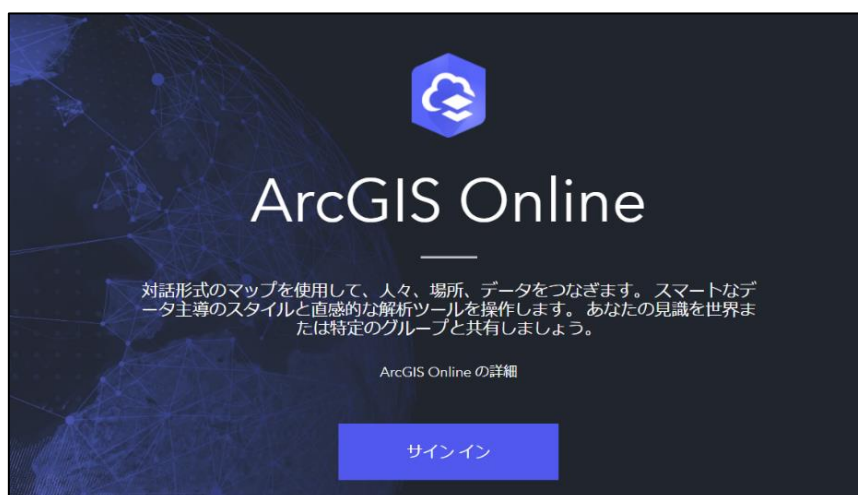 ArcGIS Online
対話形式のマップを使用して、人々、場所、データをつなぎます。 スマートなデ
ータ主導のスタイルと直感的な解析ツールを操作します。 あなたの見識を世界ま
たは特定のグループと共有しましょう。
ArcGIS Online の詳細
サイン イン